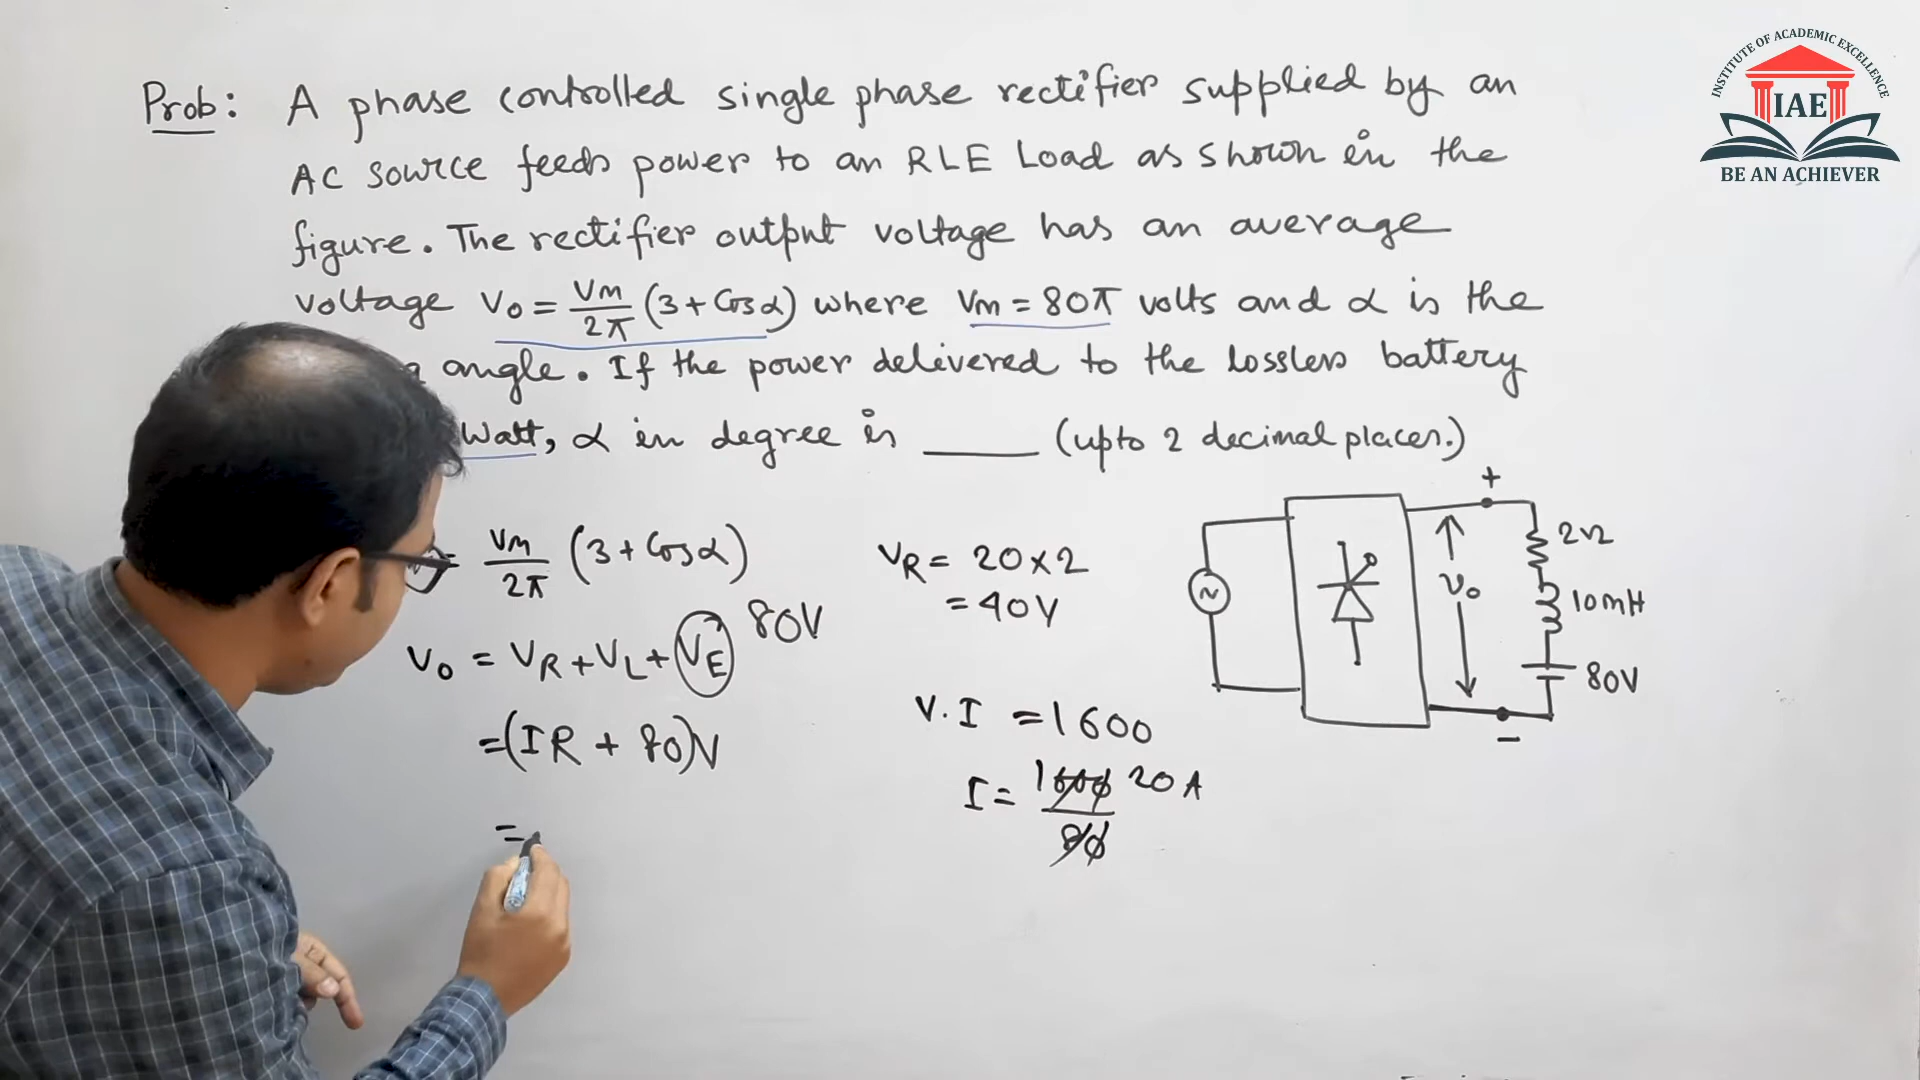 INSTITUTE OF ACADEMIC EXCELLENCE
IAE
BE AN ACHIEVER
Prob: A phase controlled single phase rectifier supplied by an
AC source feeds power to an RLE Load as shown in the
figure. The rectifier output voltage has an average
voltage Vo = Vm/2π (3 + Cosα) where Vm = 80π volts and α is the
angle. If the power delivered to the lossless battery
Watt, α in degree is ____ (upto 2 decimal places.)
= Vm/2π (3 + Cosα)
Vo = VR + VL + VE 80V
= (IR + 80)V
=
VR = 20 × 2
= 40V
V.I = 1600
I = 1600/80 20 A
+
2Ω
~
vo
10mH
80V
−